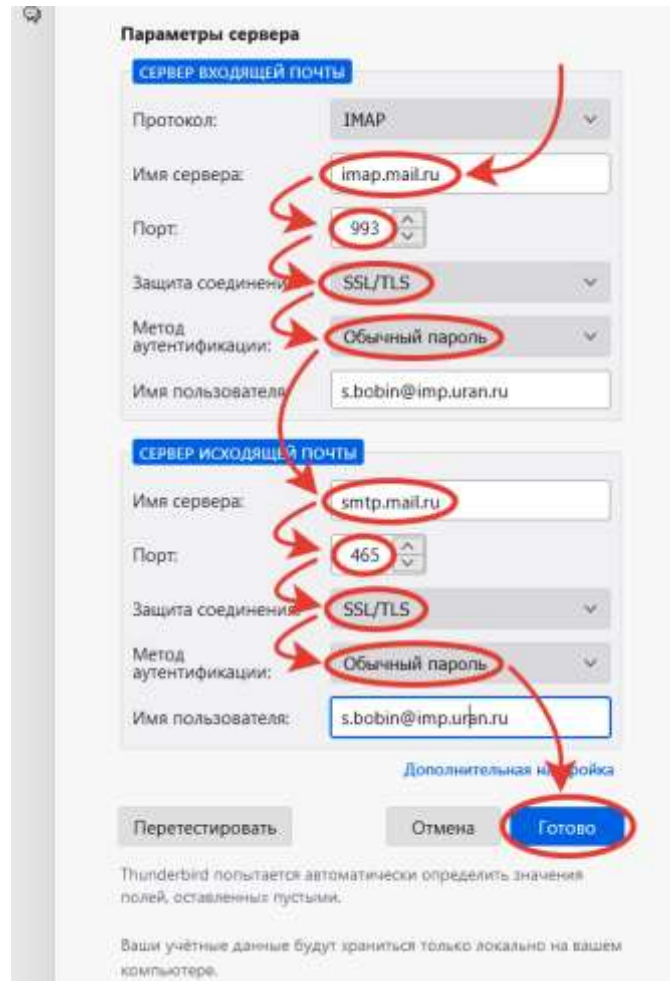 Параметры сервера
СЕРВЕР ВХОДЯЩЕЙ ПОЧТЫ
Протокол: IMAP
Имя сервера: imap.mail.ru
Порт: 993
Защита соединения: SSL/TLS
Метод
аутентификации: Обычный пароль
Имя пользователя: s.bobin@imp.uran.ru
СЕРВЕР ИСХОДЯЩЕЙ ПОЧТЫ
Имя сервера: smtp.mail.ru
Порт: 465
Защита соединения: SSL/TLS
Метод
аутентификации: Обычный пароль
Имя пользователя: s.bobin@imp.uran.ru
Дополнительная настройка
Перетестировать Отмена Готово
Thunderbird попытается автоматически определить значения
полей, оставленных пустыми.
Ваши учётные данные будут храниться только локально на вашем
компьютере.